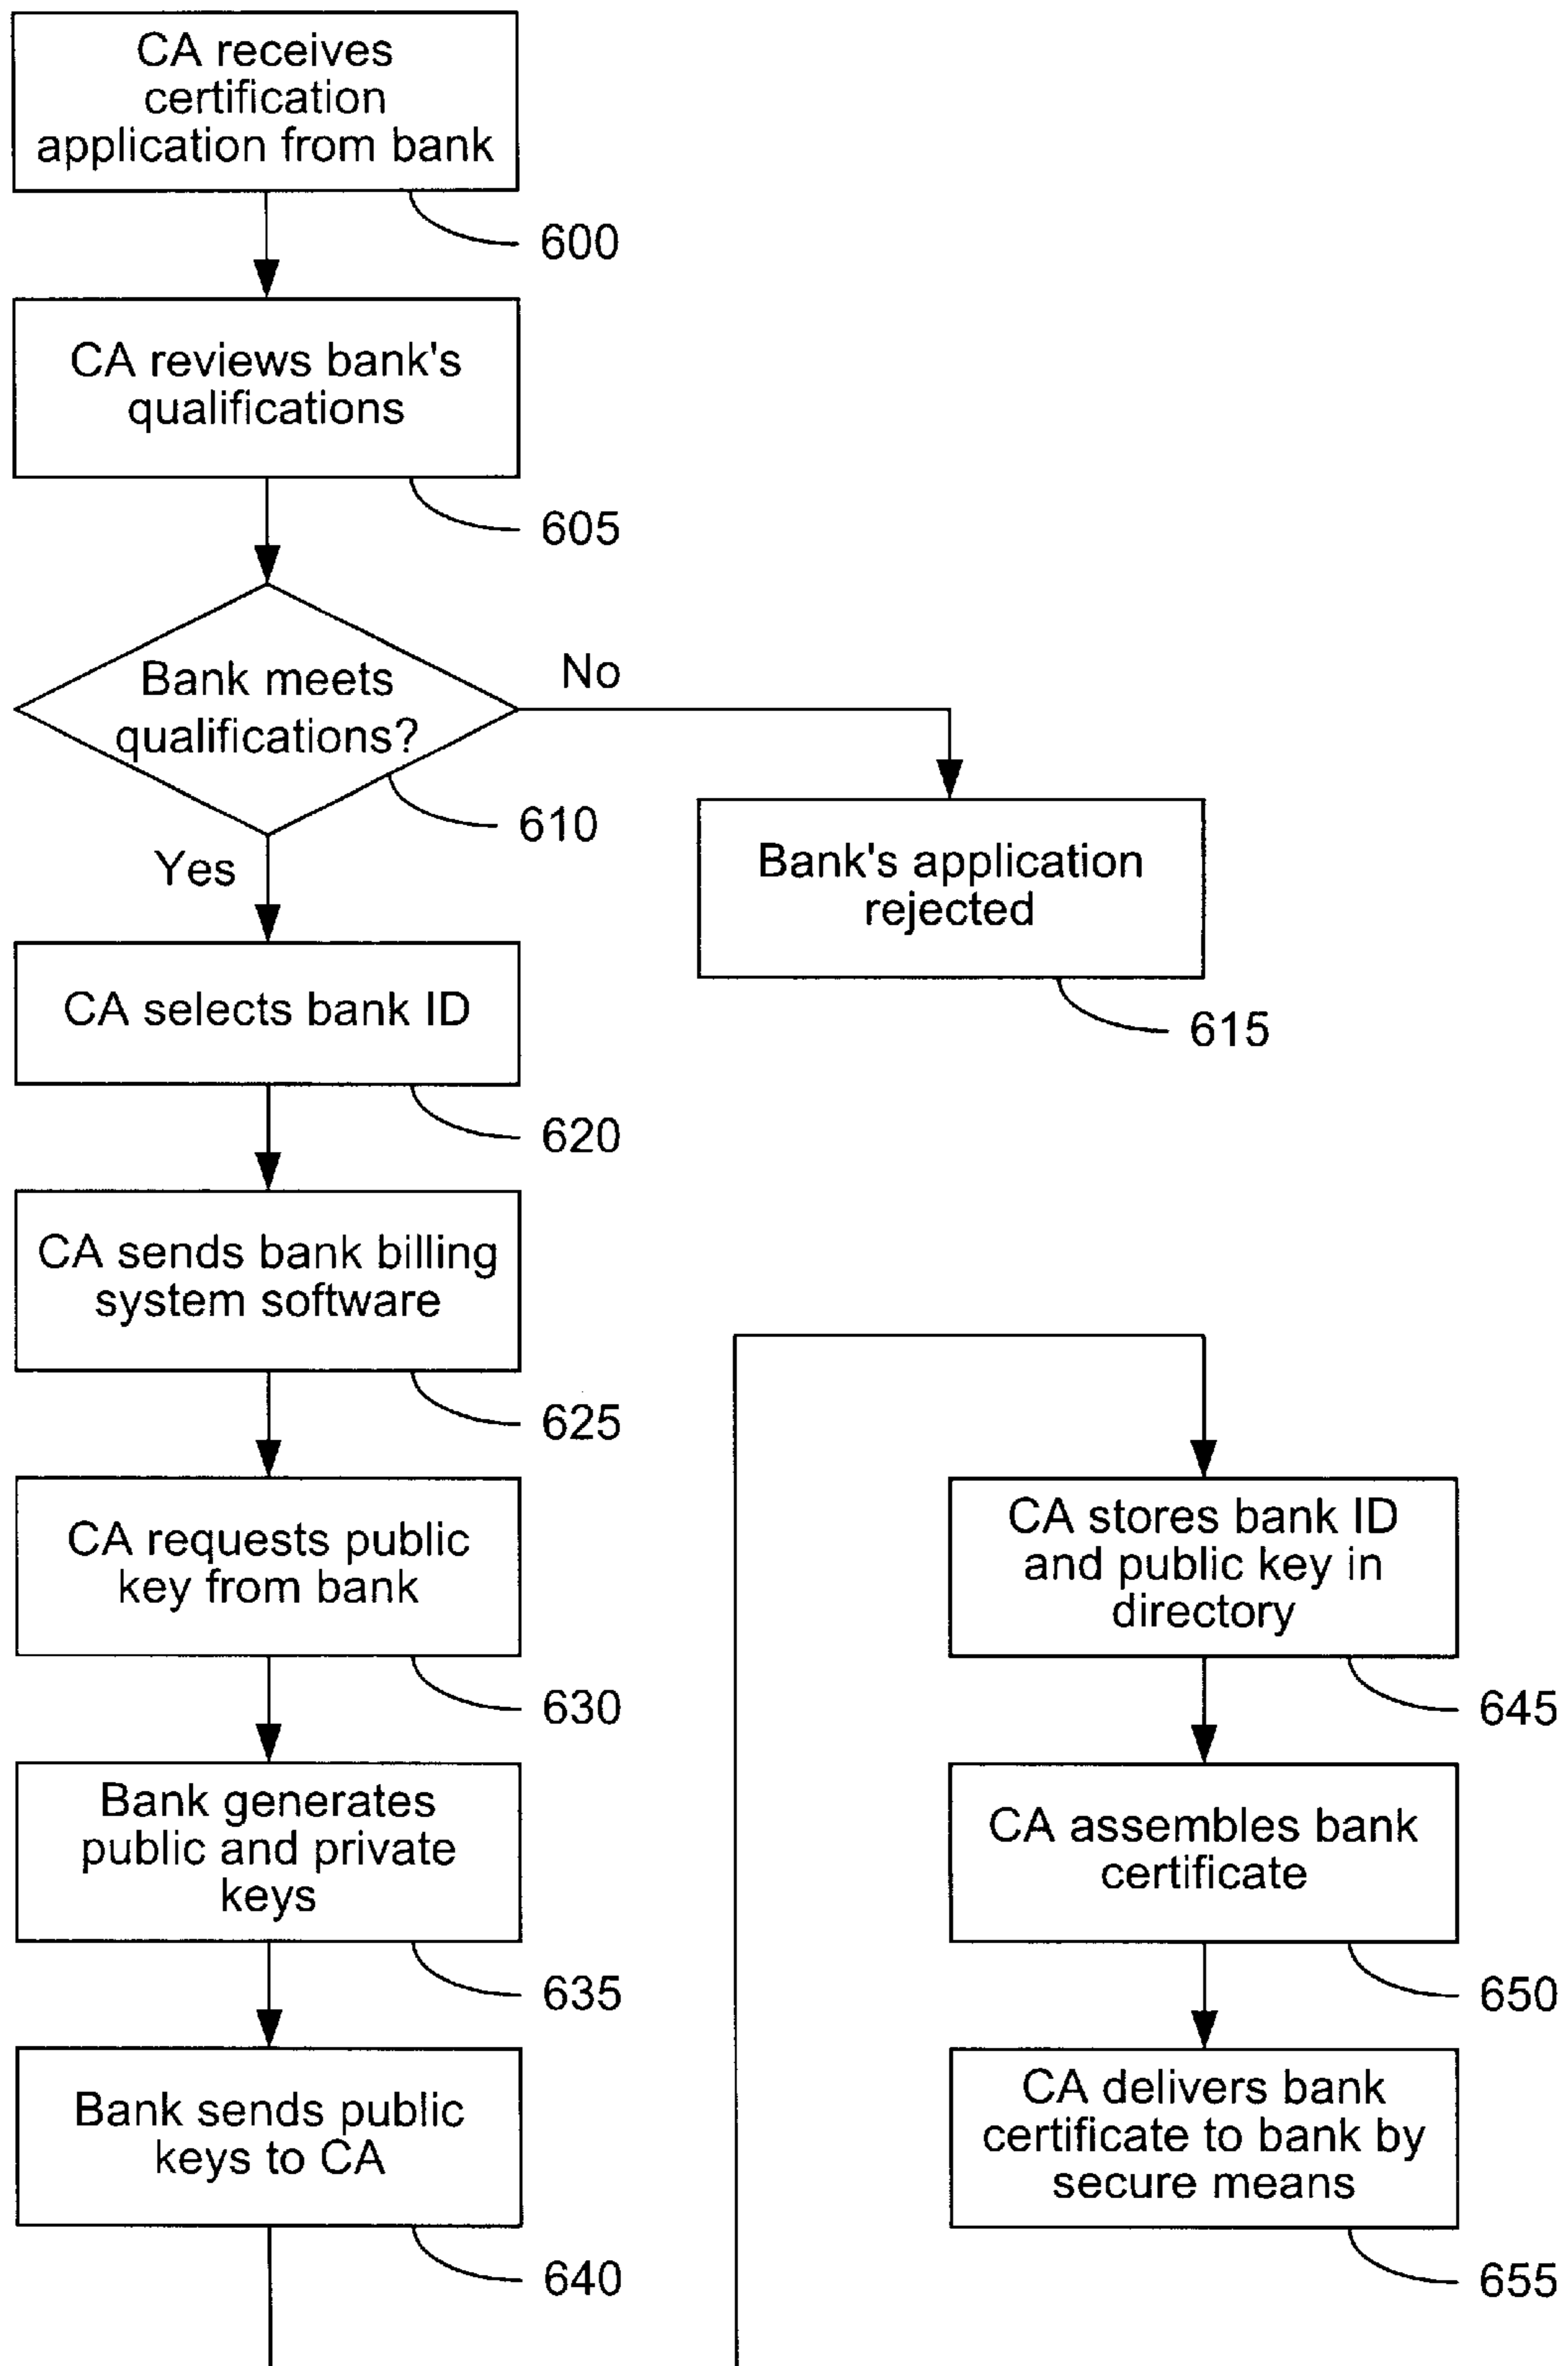 CA receives
certification
application from bank
600
CA reviews bank's
qualifications
605
Bank meets
qualifications?
No
610
Yes
Bank's application
rejected
615
CA selects bank ID
620
CA sends bank billing
system software
625
CA requests public
key from bank
630
Bank generates
public and private
keys
635
Bank sends public
keys to CA
640
CA stores bank ID
and public key in
directory
645
CA assembles bank
certificate
650
CA delivers bank
certificate to bank by
secure means
655